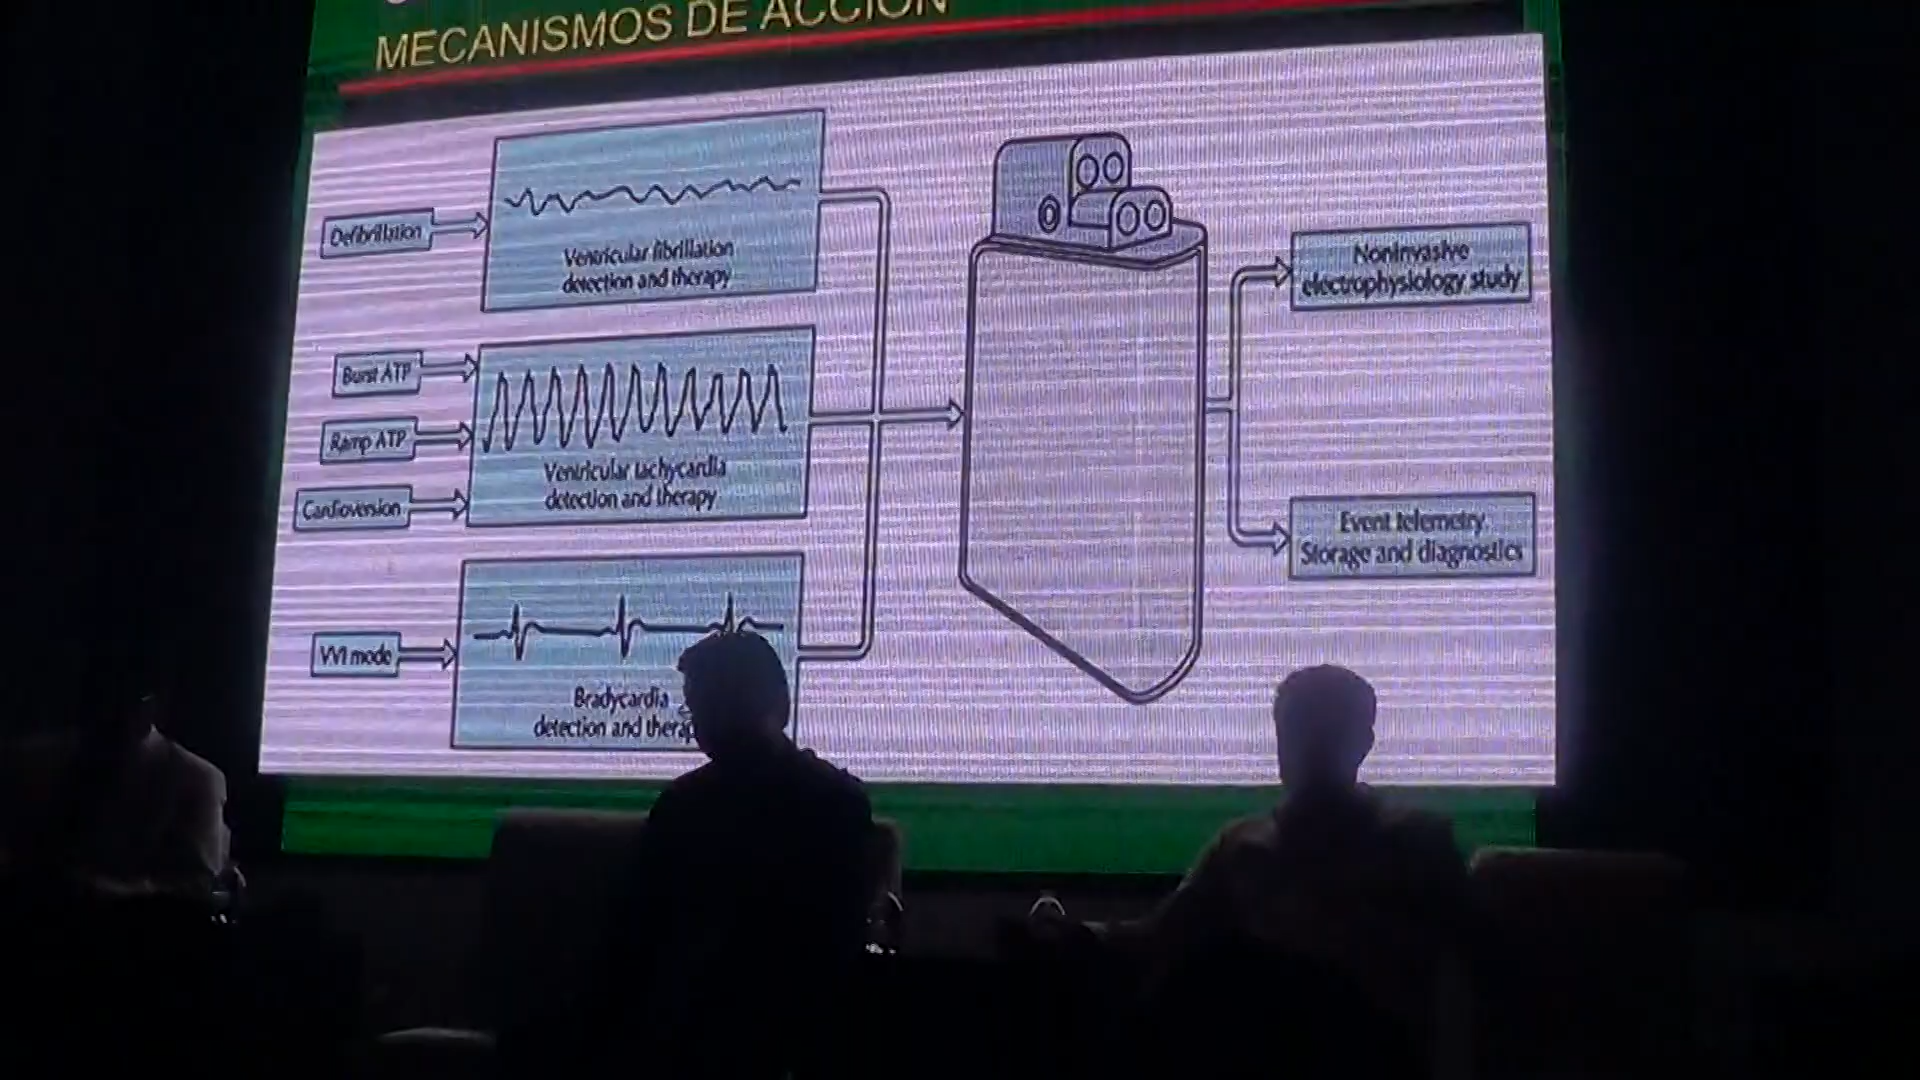 MECANISMOS DE ACCIÓN
Defibrillation
Ventricular fibrillation
detection and therapy
Burst ATP
Ramp ATP
Cardioversion
Ventricular tachycardia
detection and therapy
VVI mode
Bradycardia
detection and therap
Noninvasive
electrophysiology study
Event telemetry
Storage and diagnostics